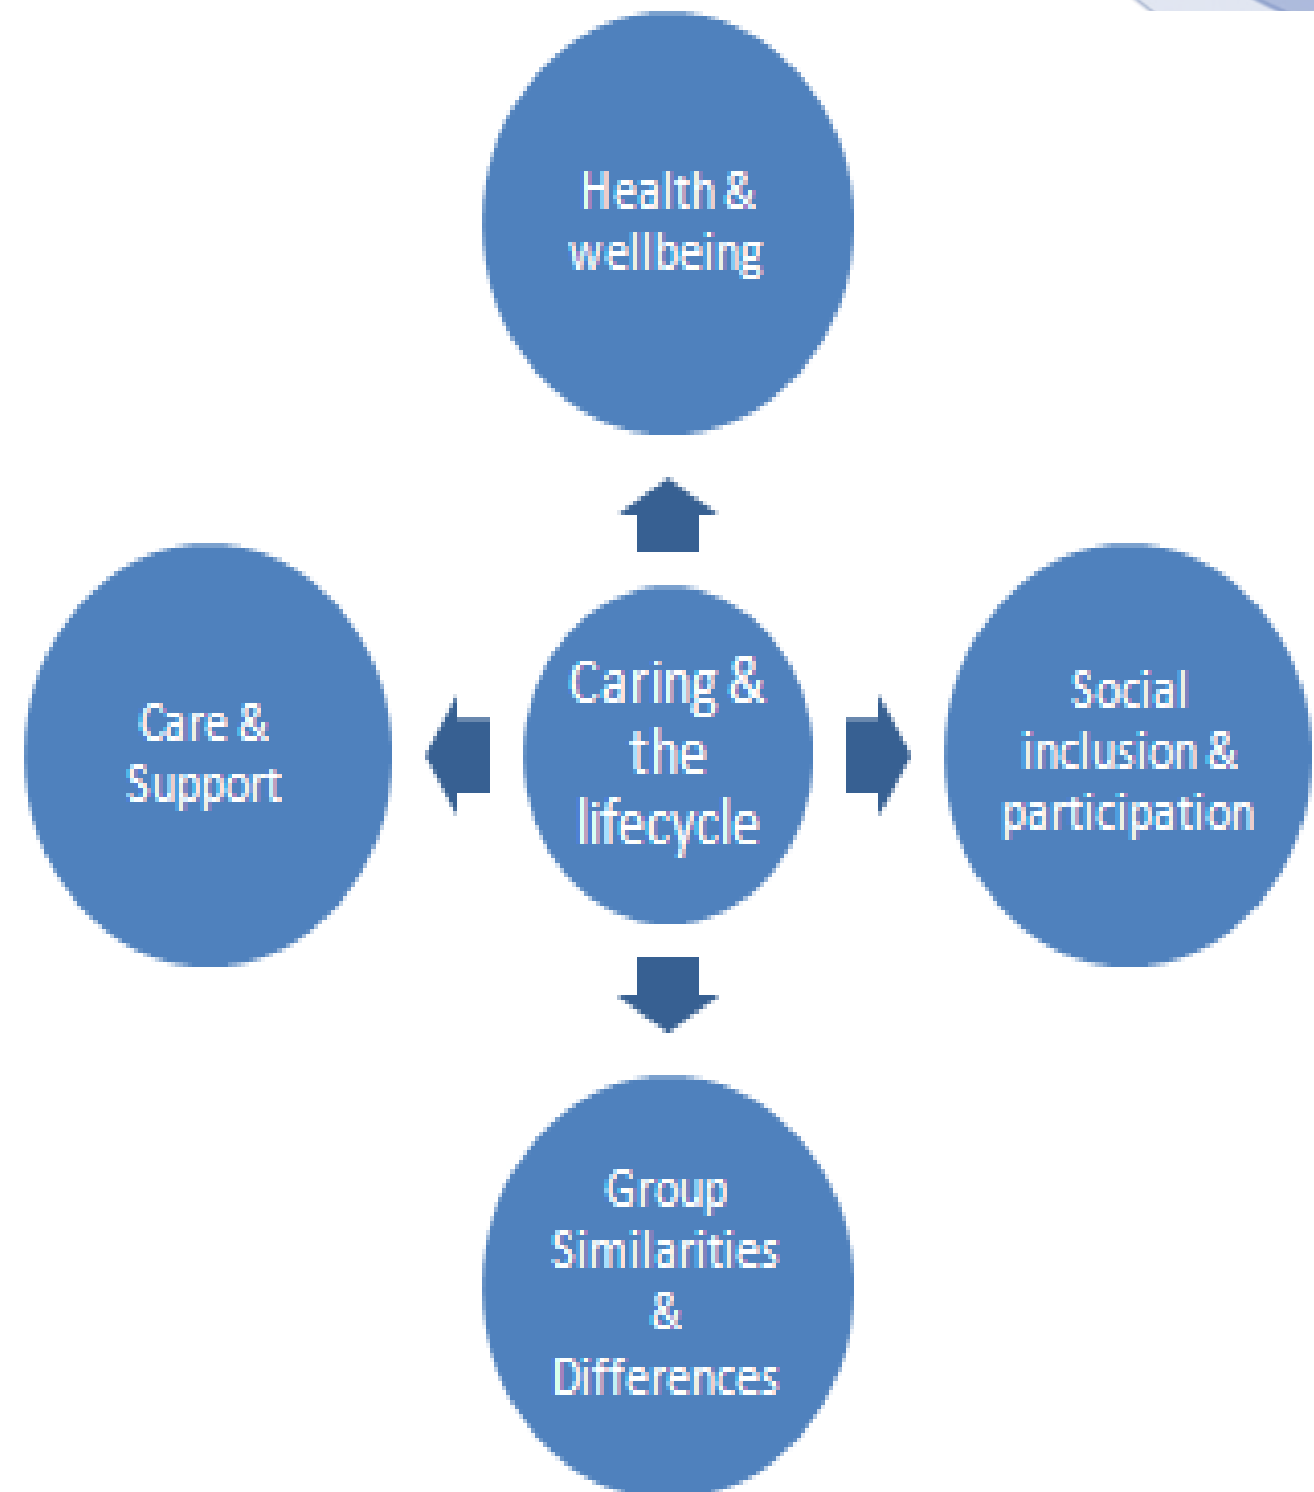 Health &
wellbeing
Care &
Support
Caring &
the
lifecycle
Social
inclusion &
participation
Group
Similarities
&
Differences